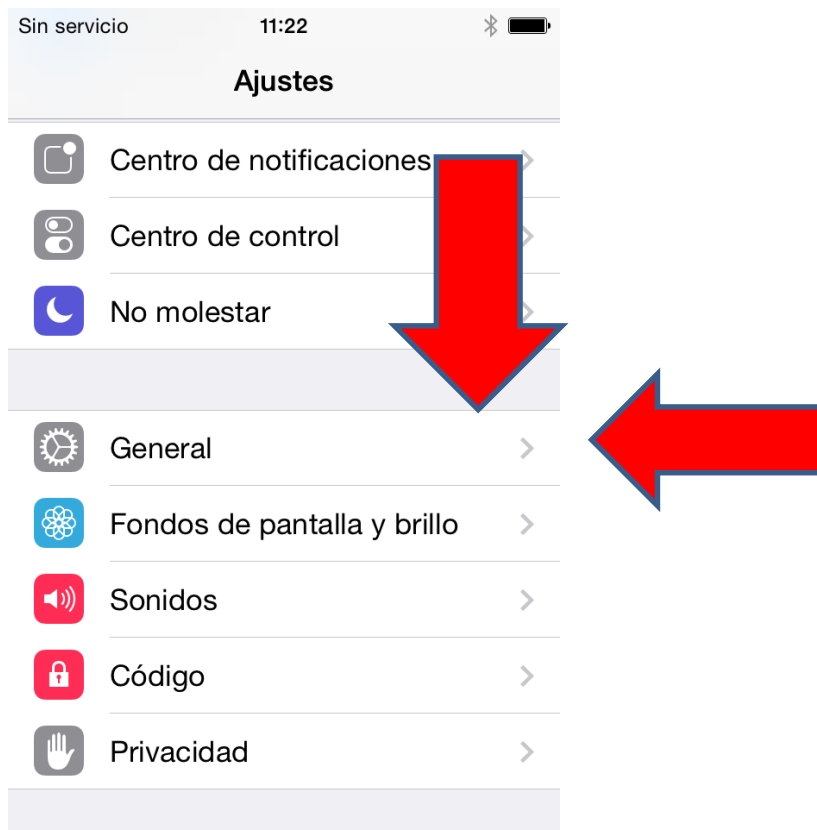 Sin servicio 11:22
Ajustes
Centro de notificaciones
Centro de control
No molestar
General
Fondos de pantalla y brillo
Sonidos
Código
Privacidad